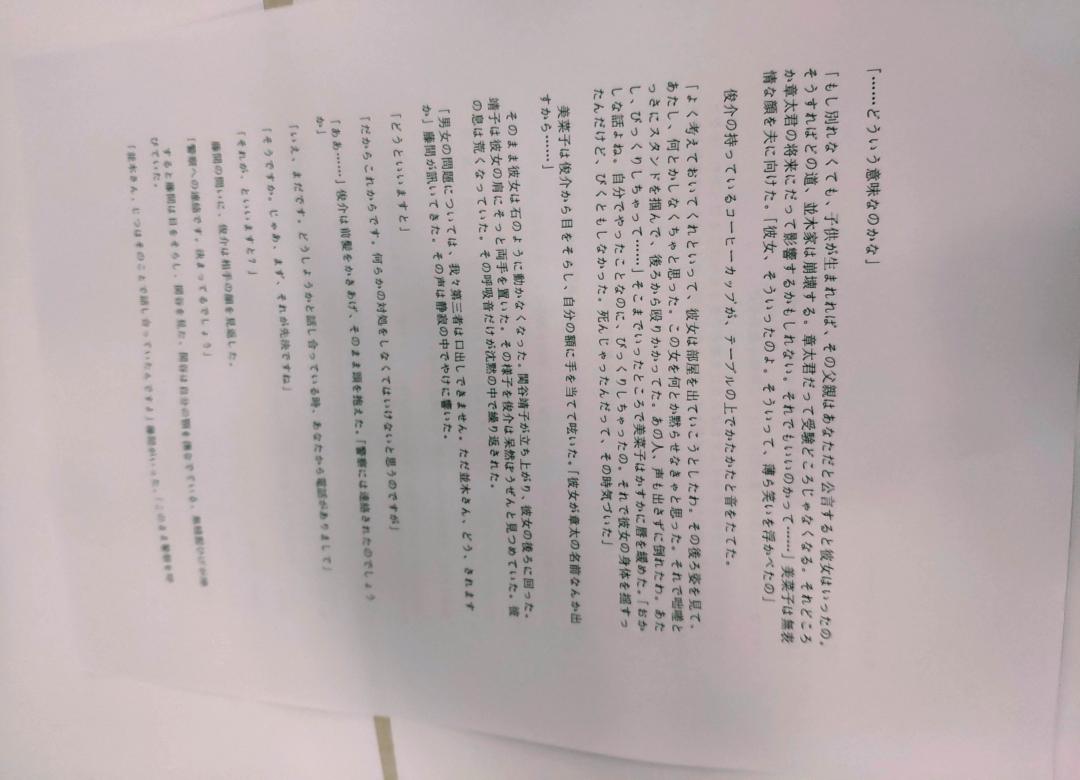 「……どういう意味なのかな」
「もし別れなくても、子供が生まれれば、その父親はあなただと公言すると彼女はいったの。
そうすればどの道、並木家は崩壊する。章太君だって受験どころじゃなくなる。それどころ
か章太君の将来にだって影響するかもしれない。それでもいいのかって……」美菜子は無表
情な顔を夫に向けた。「彼女、そういったのよ。そういって、薄ら笑いを浮かべたの」
俊介の持っているコーヒーカップが、テーブルの上でかたかたと音をたてた。
「よく考えておいてくれといって、彼女は部屋を出ていこうとしたわ。その後ろ姿を見て、
あたし、何とかしなくちゃと思った。この女を何とか黙らせなきゃと思った。それで咄嗟と
っさにスタンドを掴んで、後ろから殴りかかってた。あの人、声も出さずに倒れたわ。あた
し、びっくりしちゃって……」そこまでいったところで美菜子はかすかに唇を緩めた。「おか
しな話よね。自分でやったことなのに、びっくりしちゃったの。それで彼女の身体を揺すっ
たんだけど、ぴくともしなかった。死んじゃったんだって、その時気づいた」
美菜子は俊介から目をそらし、自分の額に手を当てて呟いた。「彼女が章太の名前なんか出
すから……」
そのまま彼女は石のように動かなくなった。関谷靖子が立ち上がり、彼女の後ろに回った。
靖子は彼女の肩にそっと両手を置いた。その様子を俊介は呆然ぼうぜんと見つめていた。彼
の息は荒くなっていた。その呼吸音だけが沈黙の中で繰り返された。
「男女の問題については、我々第三者は口出しできません。ただ並木さん、どう、されます
か」藤間が訊いてきた。その声は静寂の中でやけに響いた。
「どうといいますと」
「だからこれからです。何らかの対処をしなくてはいけないと思うのですが」
「ああ……」俊介は前髪をかきあげ、そのまま頭を抱えた。「警察には連絡されたのでしょう
か」
「いえ、まだです。どうしようかと話し合っている時、あなたから電話がありまして」
「そうですか。じゃあ、まず、それが先決ですね」
「それが、といいますと？」
藤間の問いに、俊介は相手の顔を見返した。
「警察への連絡です。決まってるでしょう」
すると藤間は目をそらし、関谷を見た。関谷は自分の顎を撫でている。無精髭
びていた。
「並木さん、じつはそのことで話し合っていたんですよ」藤間がいった。「このまま警察を呼